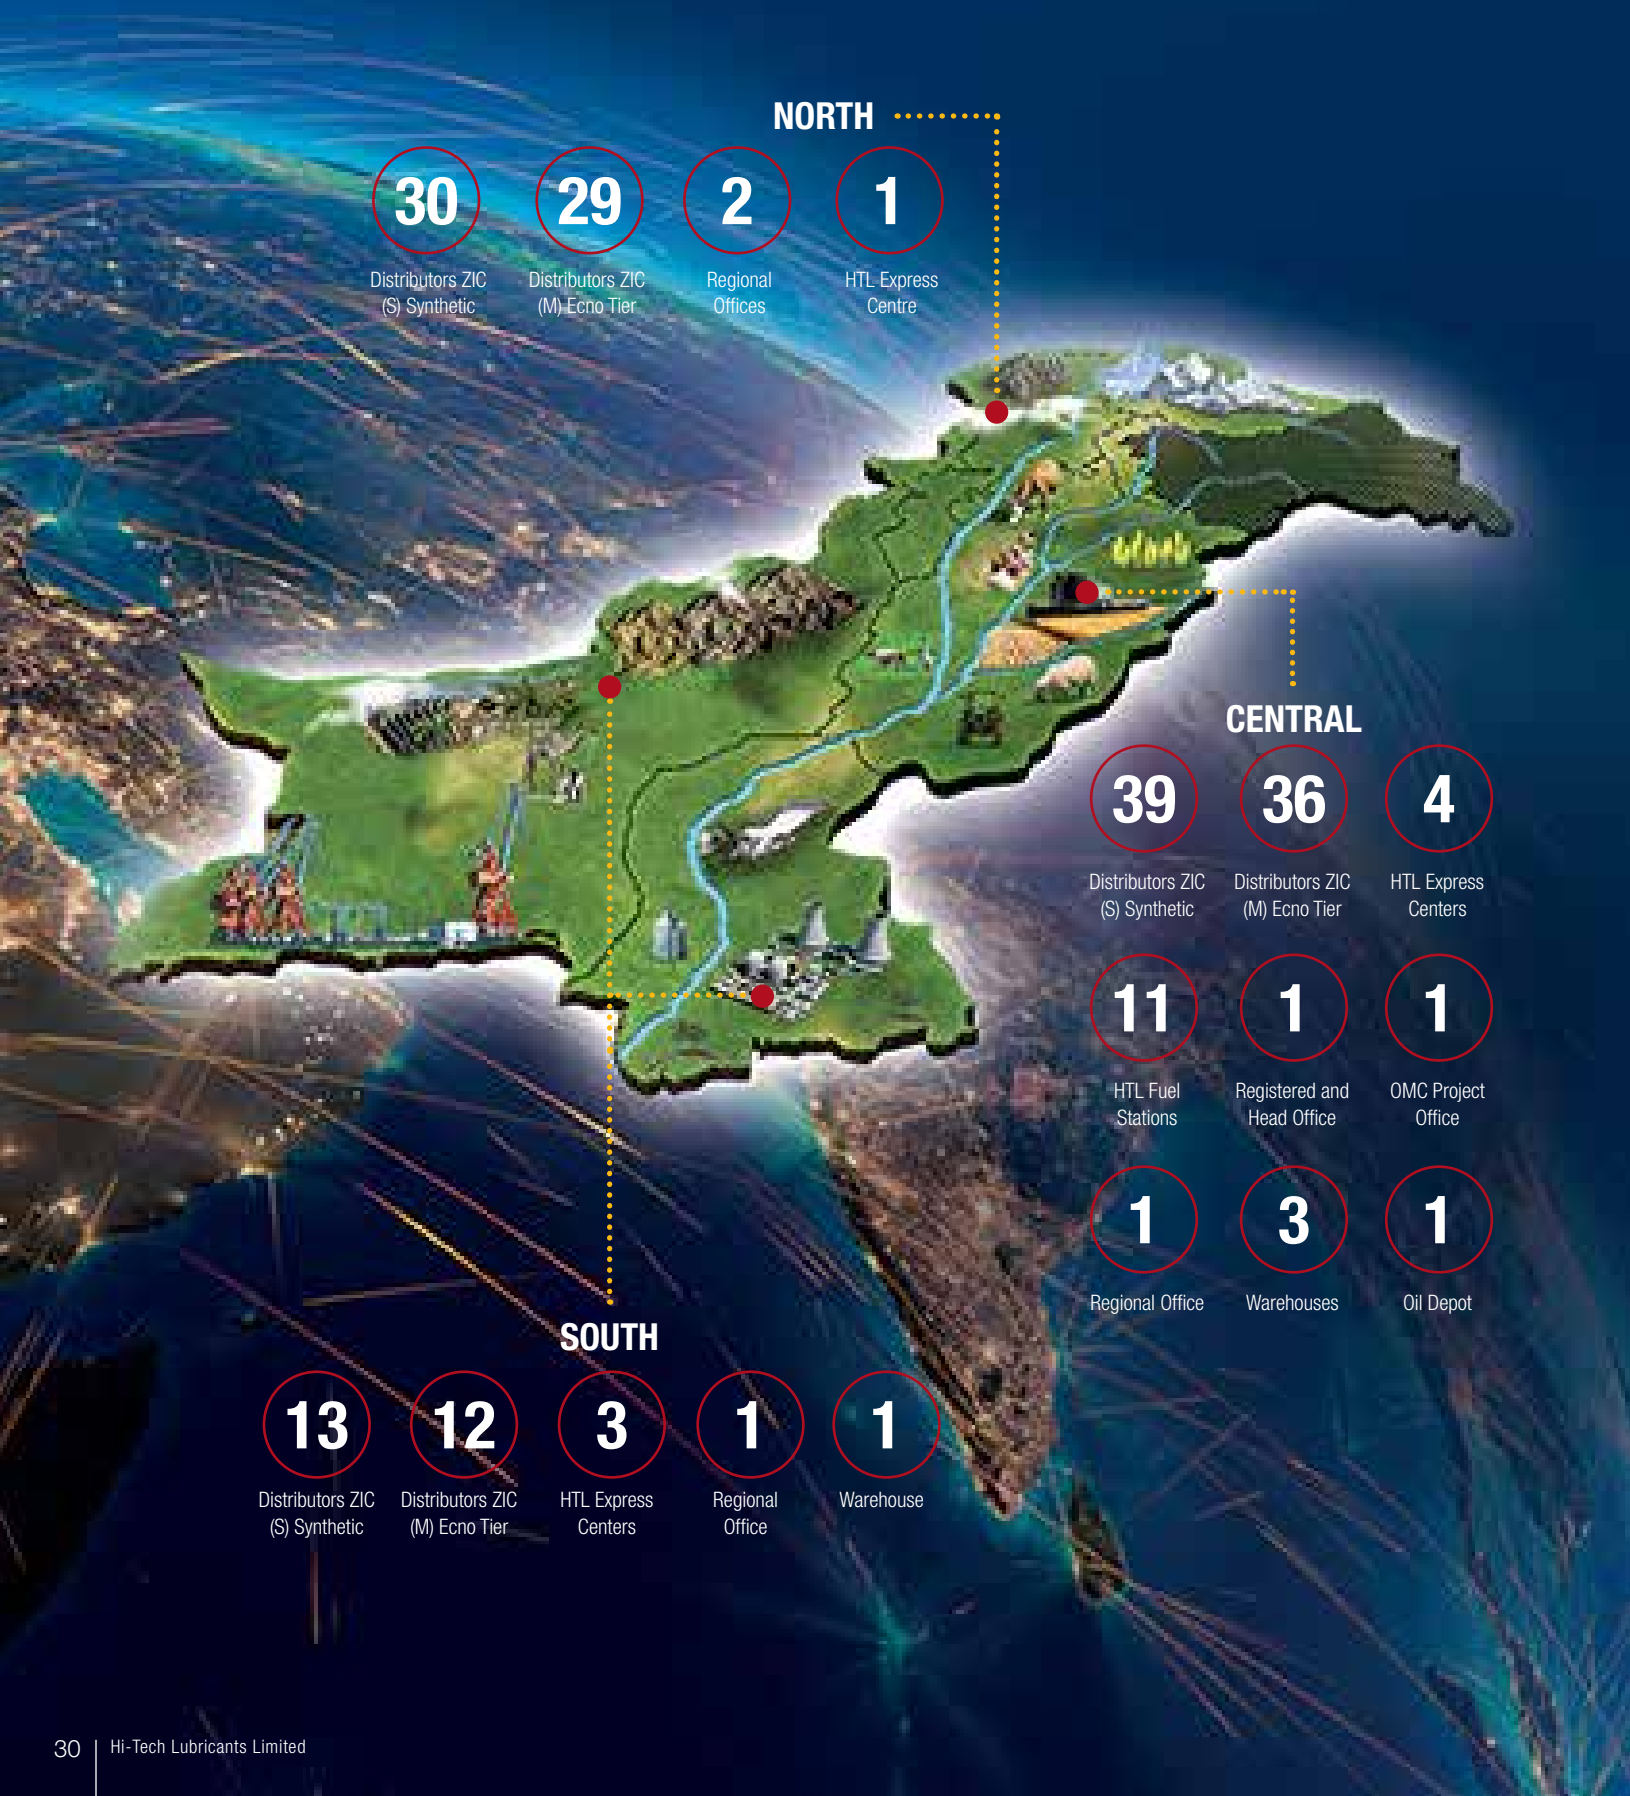 NORTH
30 29 2 1
Distributors ZIC Distributors ZIC Regional HTL Express
(S) Synthetic (M) Ecno Tier Offices Centre
CENTRAL
39 36 4
Distributors ZIC Distributors ZIC HTL Express
(S) Synthetic (M) Ecno Tier Centers
11 1 1
HTL Fuel Registered and OMC Project
Stations Head Office Office
1 3 1
Regional Office Warehouses Oil Depot
SOUTH
13 12 3 1 1
Distributors ZIC Distributors ZIC HTL Express Regional Warehouse
(S) Synthetic (M) Ecno Tier Centers Office
30 Hi-Tech Lubricants Limited